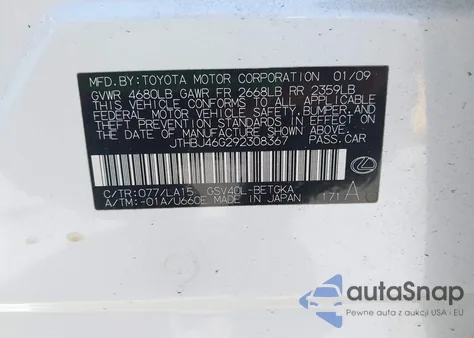 MFD.BY:TOYOTA MOTOR CORPORATION 01/09
GVWR 4680LB GAWR FR 2668LB RR 2359LB
THIS VEHICLE CONFORMS TO ALL APPLICABLE
FEDERAL MOTOR VEHICLE SAFETY, BUMPER, AND
THEFT PREVENTION STANDARDS IN EFFECT ON
THE DATE OF MANUFACTURE SHOWN ABOVE.
JTHBJ46G292308367 PASS.CAR
C/TR:077/LA15 GSV40L-BETGKA
A/TM:-01A/U660E MADE IN JAPAN 171 A
autoSnap
Pewne auta z aukcji USA i EU